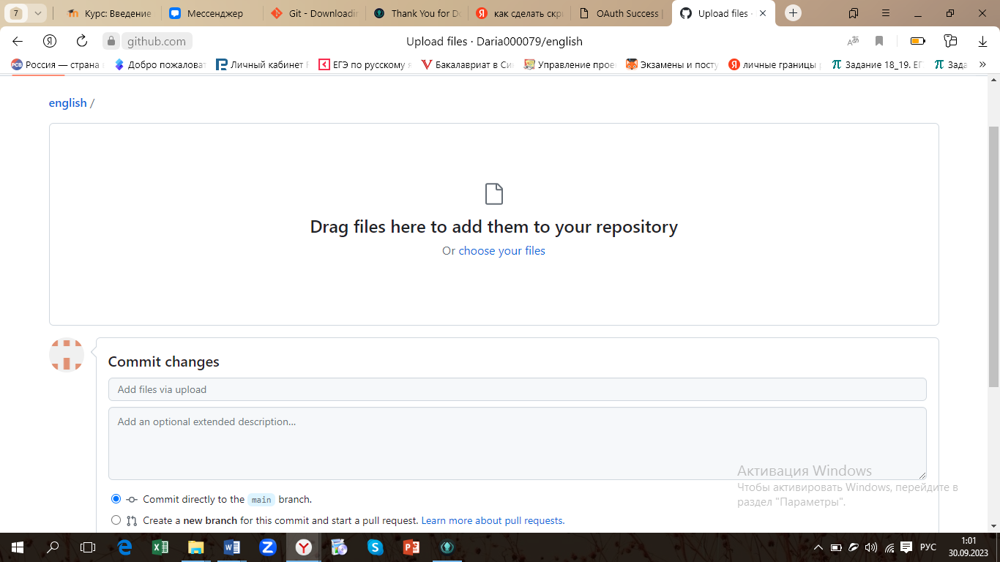 7 Курс: Введение Мессенджер Git - Downloadin Thank You for Do как сделать скри OAuth Success | Upload files ·
github.com Upload files · Daria000079/english
Россия — страна Добро пожаловат Личный кабинет ЕГЭ по русскому я Бакалавриат в Си Управление прое Экзамены и посту личные границы Задание 18_19. ЕГ Зада »
english /
Drag files here to add them to your repository
Or choose your files
Commit changes
Add files via upload
Add an optional extended description...
Commit directly to the main branch.
Create a new branch for this commit and start a pull request. Learn more about pull requests.
Активация Windows
Чтобы активировать Windows, перейдите в
раздел "Параметры".
РУС
1:01
30.09.2023